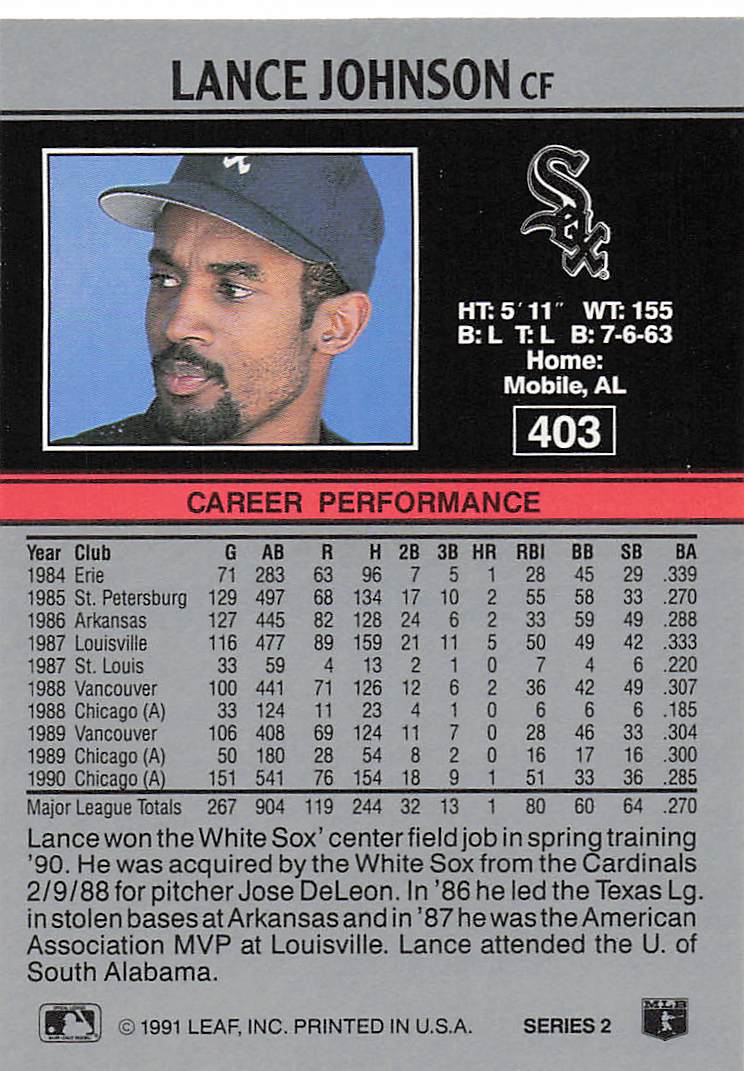 LANCE JOHNSON CF
Sox
HT: 5' 11" WT: 155
B: L T: L B: 7-6-63
Home:
Mobile, AL
403
CAREER PERFORMANCE
Year Club G AB R H 2B 3B HR RBI BB SB BA
1984 Erie 71 283 63 96 7 5 1 28 45 29 .339
1985 St. Petersburg 129 497 68 134 17 10 2 55 58 33 .270
1986 Arkansas 127 445 82 128 24 6 2 33 59 49 .288
1987 Louisville 116 477 89 159 21 11 5 50 49 42 .333
1987 St. Louis 33 59 4 13 2 1 0 7 4 6 .220
1988 Vancouver 100 441 71 126 12 6 2 36 42 49 .307
1988 Chicago (A) 33 124 11 23 4 1 0 6 6 6 .185
1989 Vancouver 106 408 69 124 11 7 0 28 46 33 .304
1989 Chicago (A) 50 180 28 54 8 2 0 16 17 16 .300
1990 Chicago (A) 151 541 76 154 18 9 1 51 33 36 .285
Major League Totals 267 904 119 244 32 13 1 80 60 64 .270
Lance won the White Sox' center field job in spring training
'90. He was acquired by the White Sox from the Cardinals
2/9/88 for pitcher Jose DeLeon. In '86 he led the Texas Lg.
in stolen bases at Arkansas and in '87 he was the American
Association MVP at Louisville. Lance attended the U. of
South Alabama.
© 1991 LEAF, INC. PRINTED IN U.S.A. SERIES 2
MLB